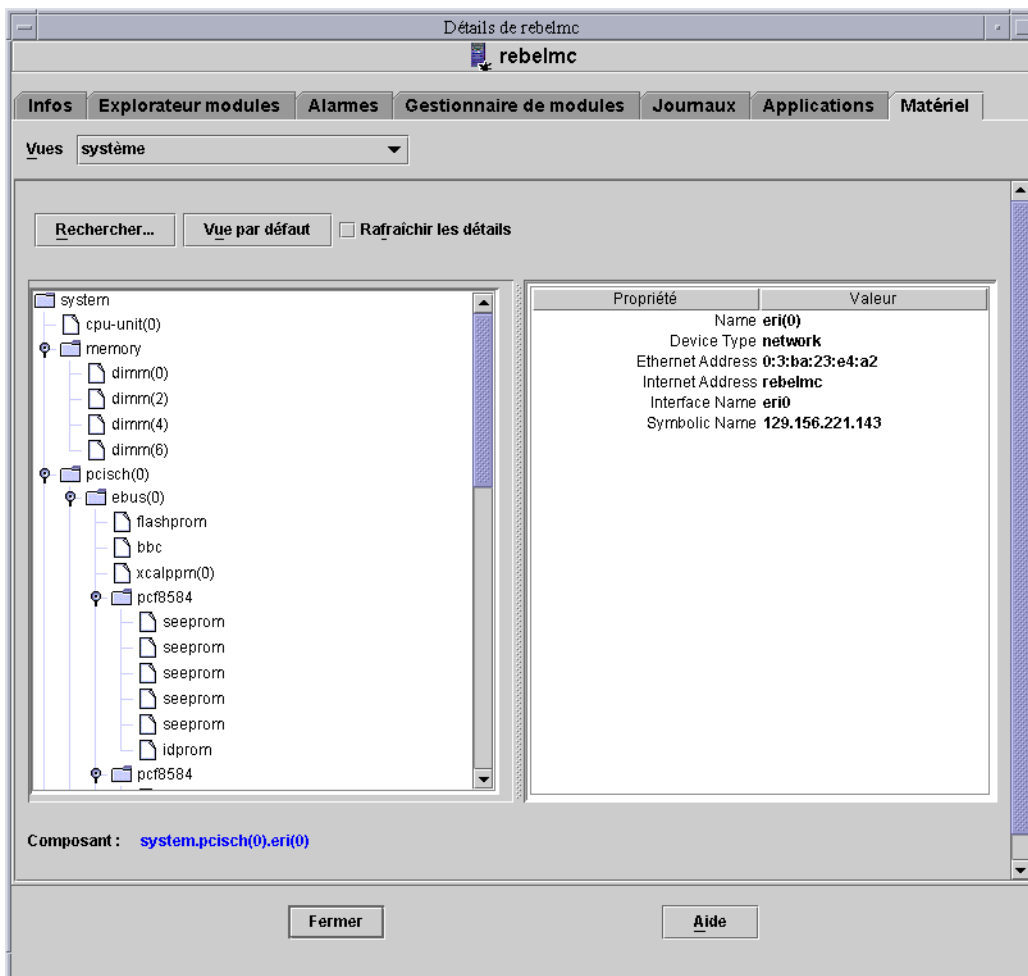 Détails de rebelmc
rebelmc
Infos Explorateur modules Alarmes Gestionnaire de modules Journaux Applications Matériel
Vues système
Rechercher... Vue par défaut Rafraîchir les détails
system
cpu-unit(0)
memory
dimm(0)
dimm(2)
dimm(4)
dimm(6)
pcisch(0)
ebus(0)
flashprom
bbc
xcalppm(0)
pcf8584
seeprom
seeprom
seeprom
seeprom
seeprom
idprom
pcf8584
Propriété Valeur
Name eri(0)
Device Type network
Ethernet Address 0:3:ba:23:e4:a2
Internet Address rebelmc
Interface Name eri0
Symbolic Name 129.156.221.143
Composant : system.pcisch(0).eri(0)
Fermer Aide